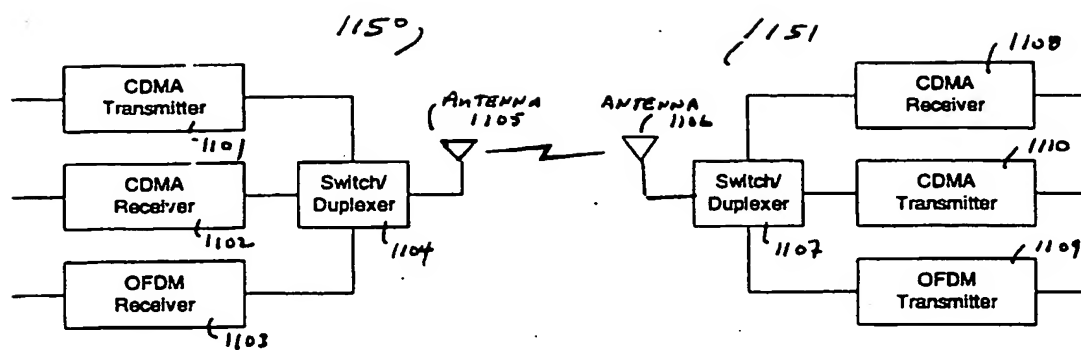 1150
CDMA
Transmitter
1101
CDMA
Receiver
1102
OFDM
Receiver
1103
Switch/
Duplexer
1104
ANTENNA
1105
1151
ANTENNA
1106
Switch/
Duplexer
1107
CDMA
Receiver
1108
CDMA
Transmitter
1110
OFDM
Transmitter
1109